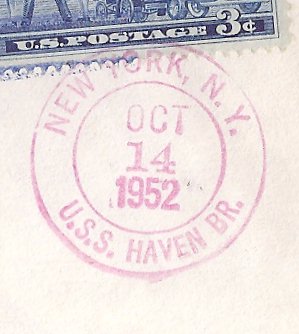 U.S. POSTAGE 3¢
NEW YORK, N.Y.
OCT
14
1952
U.S.S. HAVEN BR.